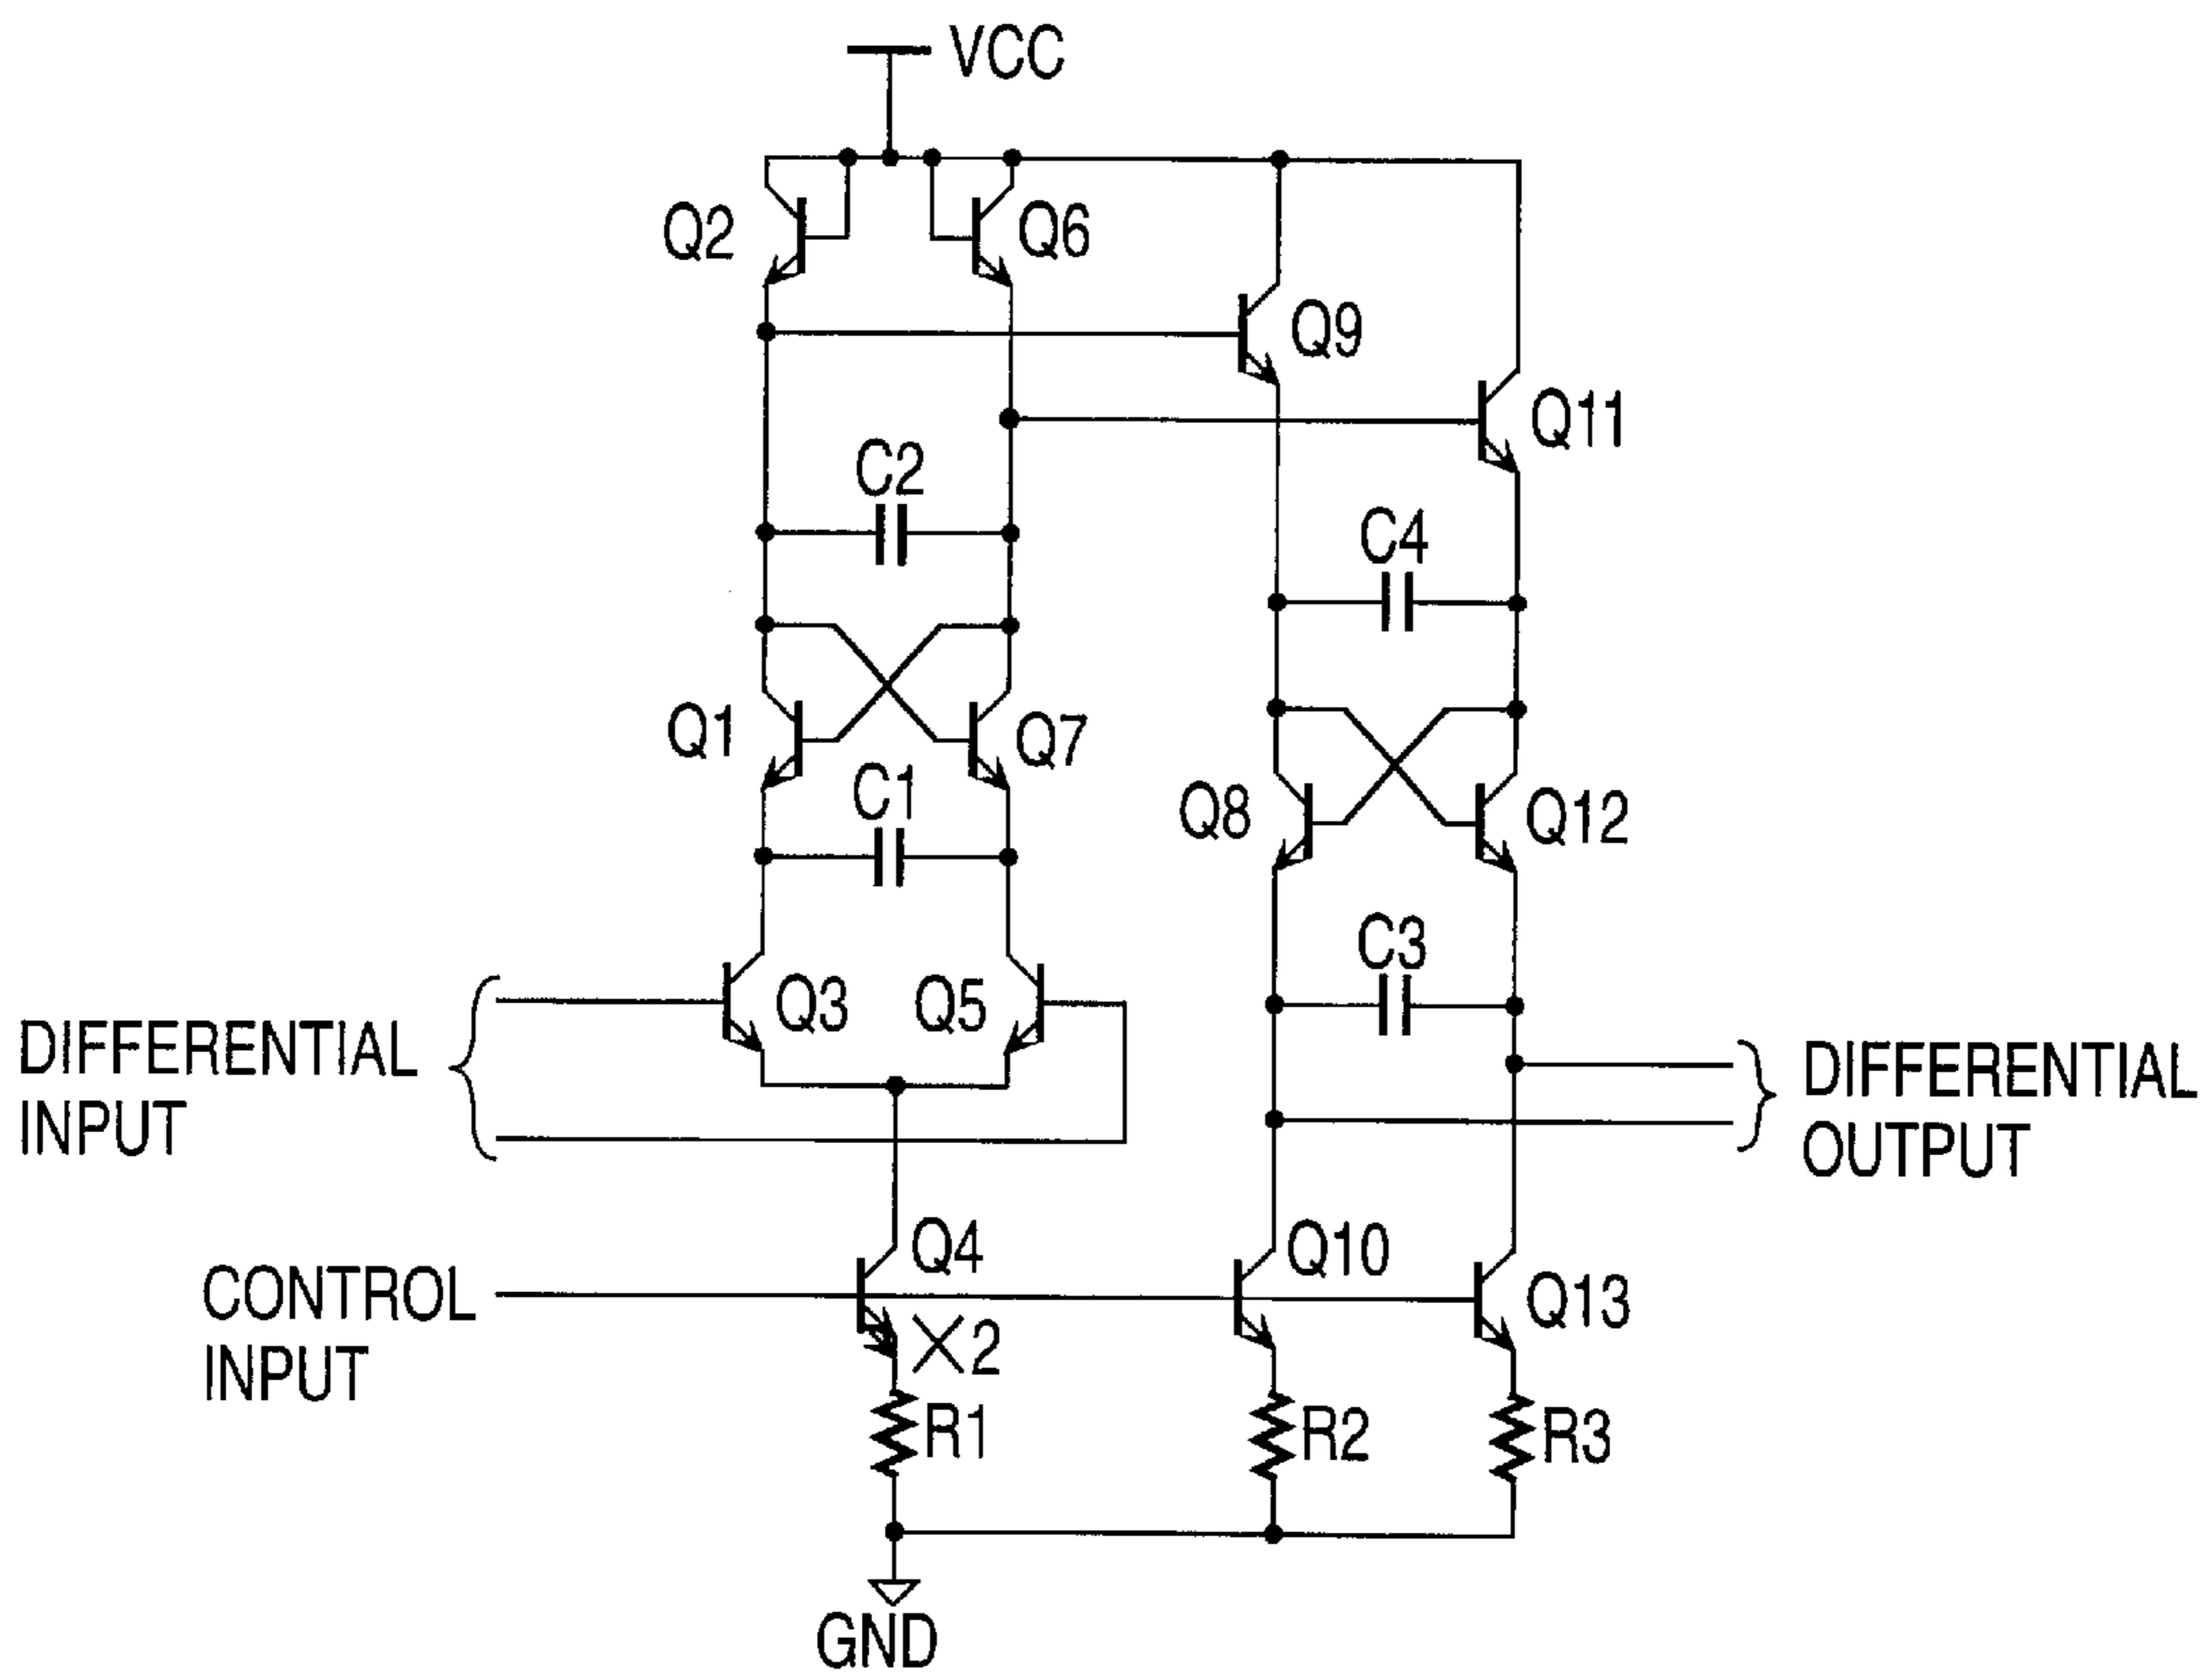 VCC
Q2
Q6
Q9
Q11
C2
C4
Q1
Q7
C1
Q8
Q12
C3
Q3
Q5
DIFFERENTIAL
INPUT
DIFFERENTIAL
OUTPUT
Q4
Q10
CONTROL
INPUT
Q13
×2
R1
R2
R3
GND